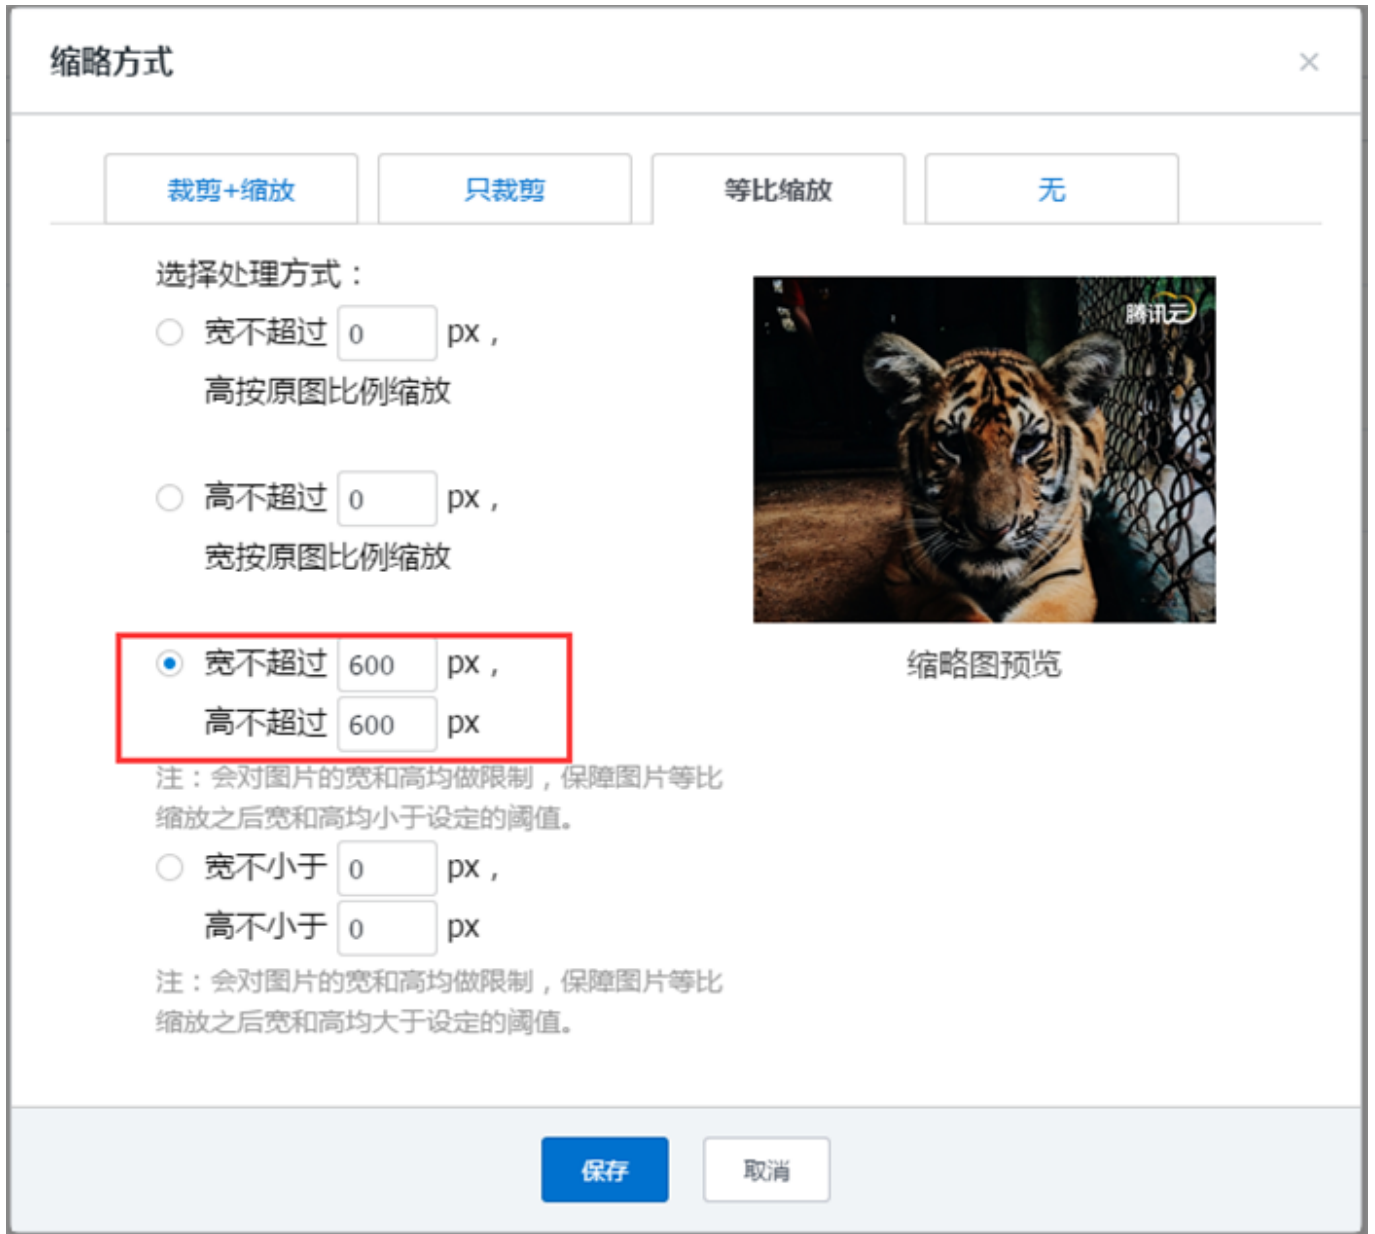 缩略方式
×
裁剪+缩放 只裁剪 等比缩放 无
选择处理方式：
宽不超过 0 px，
高按原图比例缩放
高不超过 0 px，
宽按原图比例缩放
宽不超过 600 px，
高不超过 600 px
注：会对图片的宽和高均做限制，保障图片等比
缩放之后宽和高均小于设定的阈值。
宽不小于 0 px，
高不小于 0 px
注：会对图片的宽和高均做限制，保障图片等比
缩放之后宽和高均大于设定的阈值。
腾讯云
缩略图预览
保存 取消